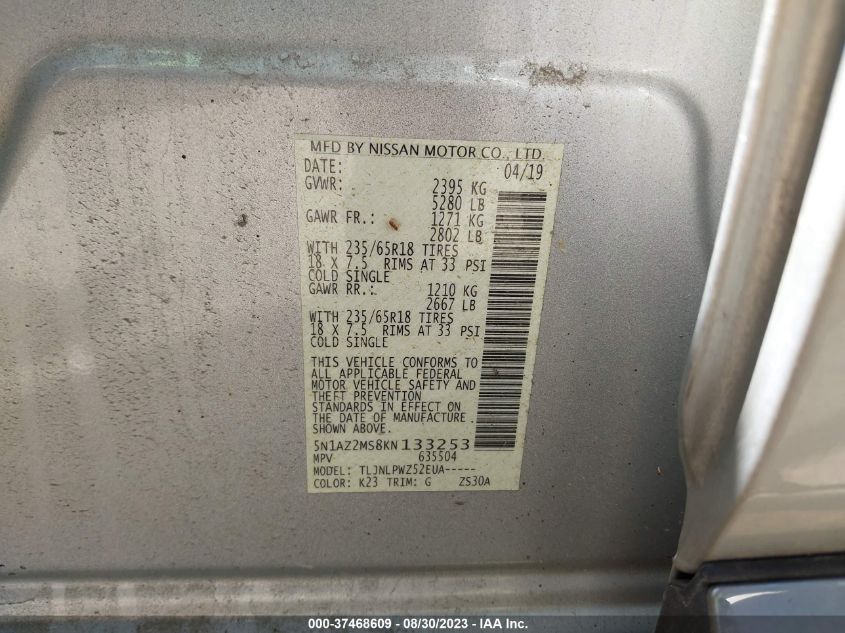 MFD BY NISSAN MOTOR CO., LTD.
DATE: 04/19
GVWR: 2395 KG
5280 LB
GAWR FR.: 1271 KG
2802 LB
WITH 235/65R18 TIRES
18 X 7.5 RIMS AT 33 PSI
COLD SINGLE
GAWR RR.: 1210 KG
2667 LB
WITH 235/65R18 TIRES
18 X 7.5 RIMS AT 33 PSI
COLD SINGLE
THIS VEHICLE CONFORMS TO
ALL APPLICABLE FEDERAL
MOTOR VEHICLE SAFETY AND
THEFT PREVENTION
STANDARDS IN EFFECT ON
THE DATE OF MANUFACTURE
SHOWN ABOVE.
5N1AZ2MS8KN133253
MPV 635504
MODEL: TLJNLPWZ52EUA-----
COLOR: K23 TRIM: G ZS30A
000-37468609 / 08/30/2023 - IAA Inc.